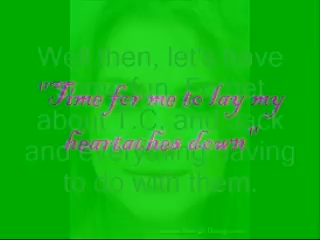 Well then, let's have
"Time for me to lay my
about T.C. and
heartaches down"
and everything having
to do with them.